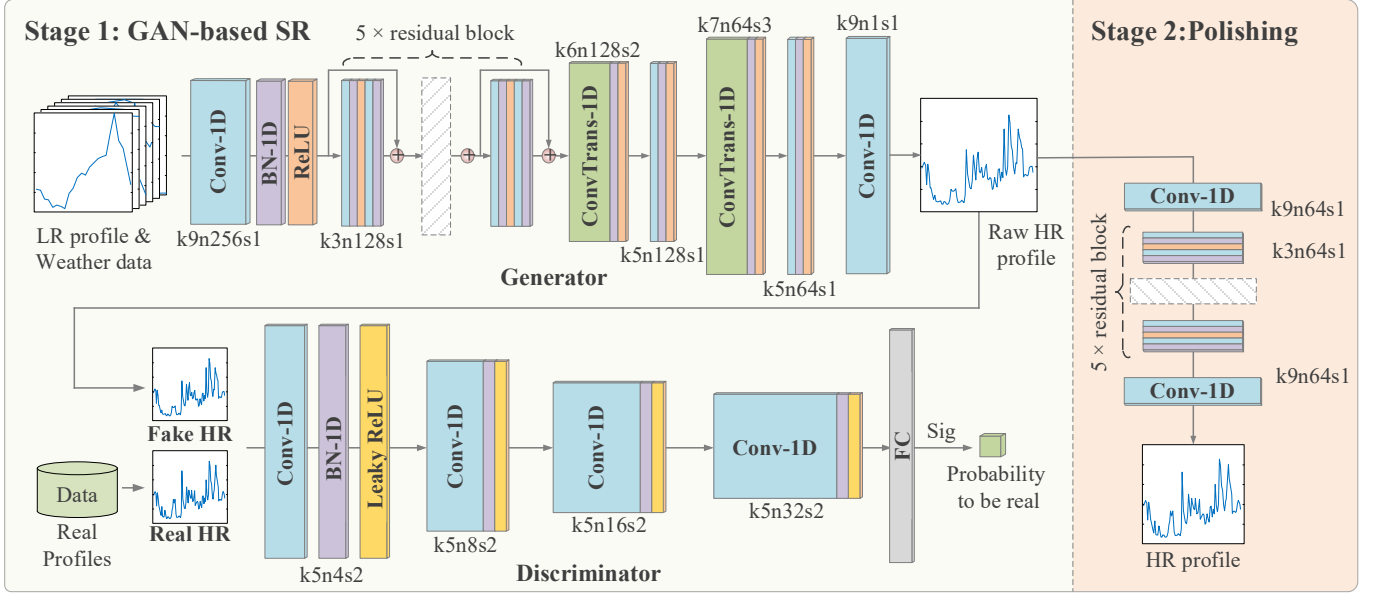 Stage 1: GAN-based SR
5 × residual block
k7n64s3
k9n1s1
k6n128s2
Conv-1D
BN-1D
ReLU
ConvTrans-1D
ConvTrans-1D
Conv-1D
LR profile &
Weather data
k9n256s1
k3n128s1
k5n128s1
k5n64s1
Raw HR
profile
Generator
Fake HR
Data
Real
Profiles
Real HR
Conv-1D
BN-1D
Leaky ReLU
k5n4s2
Conv-1D
k5n8s2
Conv-1D
k5n16s2
Conv-1D
k5n32s2
FC
Sig
Probability
to be real
Discriminator
Stage 2:Polishing
Conv-1D
k9n64s1
k3n64s1
5 × residual block
k9n64s1
Conv-1D
HR profile